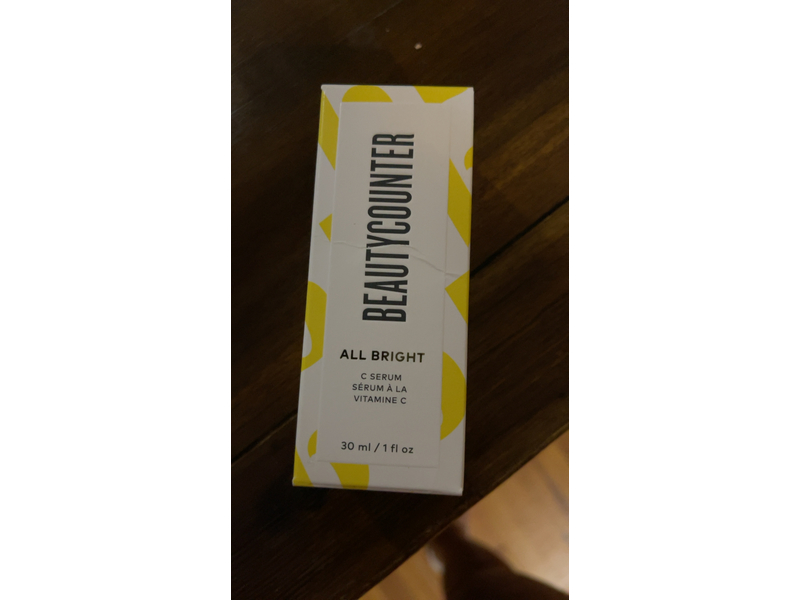 BEAUTYCOUNTER
ALL BRIGHT
C SERUM
SÉRUM À LA
VITAMINE C
30 ml / 1 fl oz